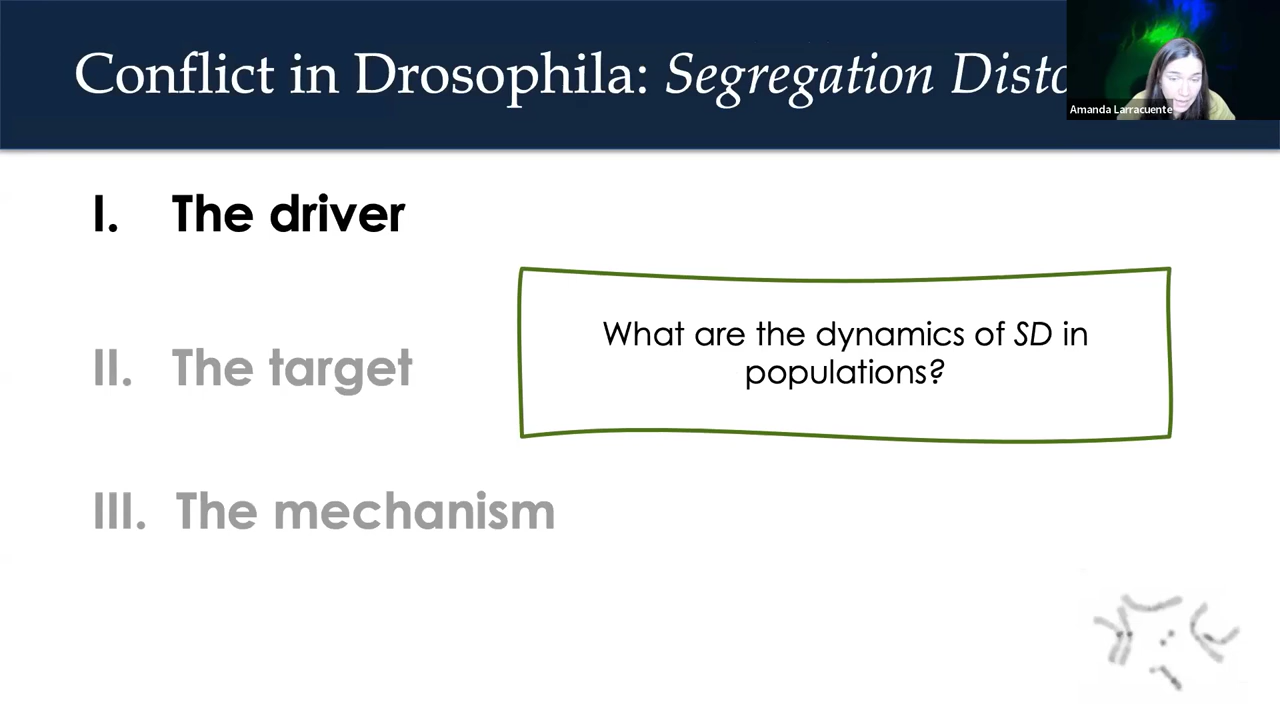 Conflict in Drosophila: Segregation Disto
Amanda Larracuente
I. The driver
What are the dynamics of SD in
populations?
II. The target
III. The mechanism